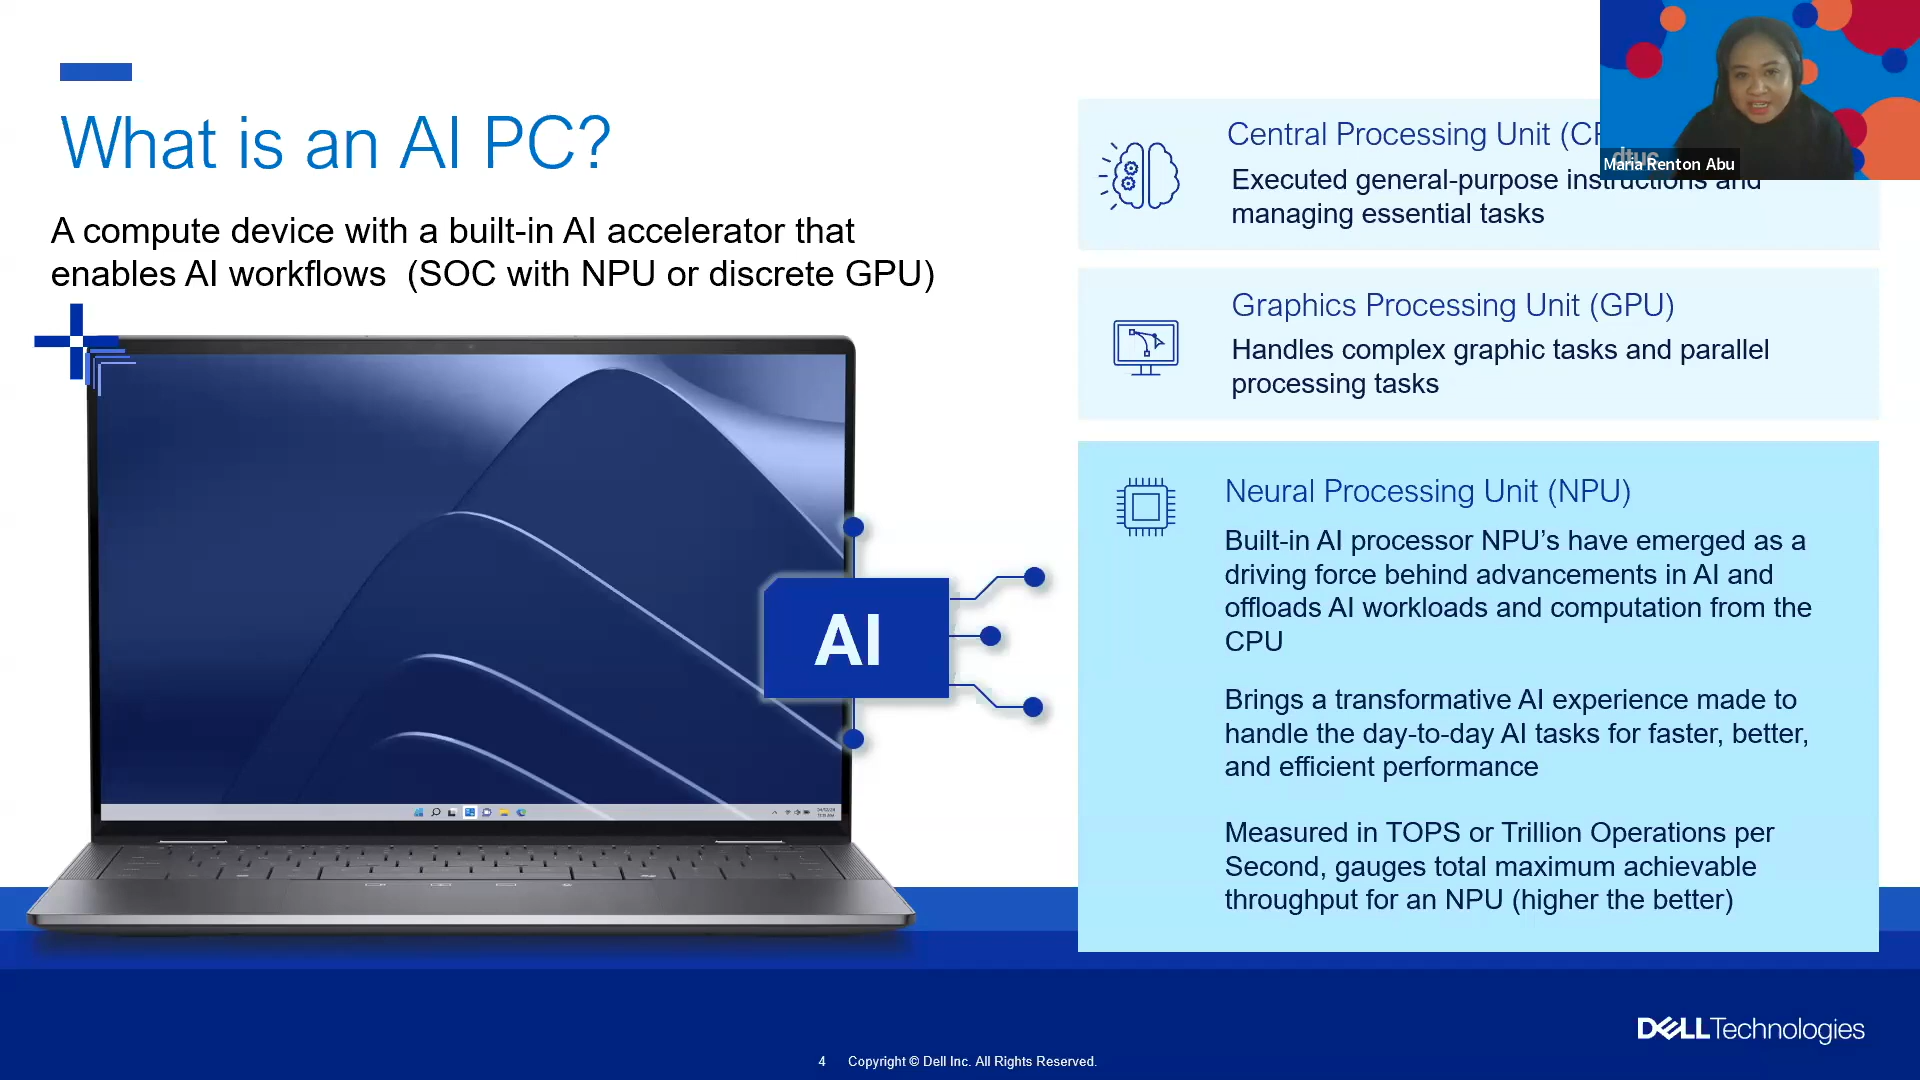 What is an AI PC?
A compute device with a built-in AI accelerator that
enables AI workflows  (SOC with NPU or discrete GPU)
AI
Central Processing Unit (CP
Executed general-purpose instructions and
managing essential tasks
Graphics Processing Unit (GPU)
Handles complex graphic tasks and parallel
processing tasks
Neural Processing Unit (NPU)
Built-in AI processor NPU’s have emerged as a
driving force behind advancements in AI and
offloads AI workloads and computation from the
CPU
Brings a transformative AI experience made to
handle the day-to-day AI tasks for faster, better,
and efficient performance
Measured in TOPS or Trillion Operations per
Second, gauges total maximum achievable
throughput for an NPU (higher the better)
Maria Renton Abu
DELL Technologies
4 Copyright © Dell Inc. All Rights Reserved.